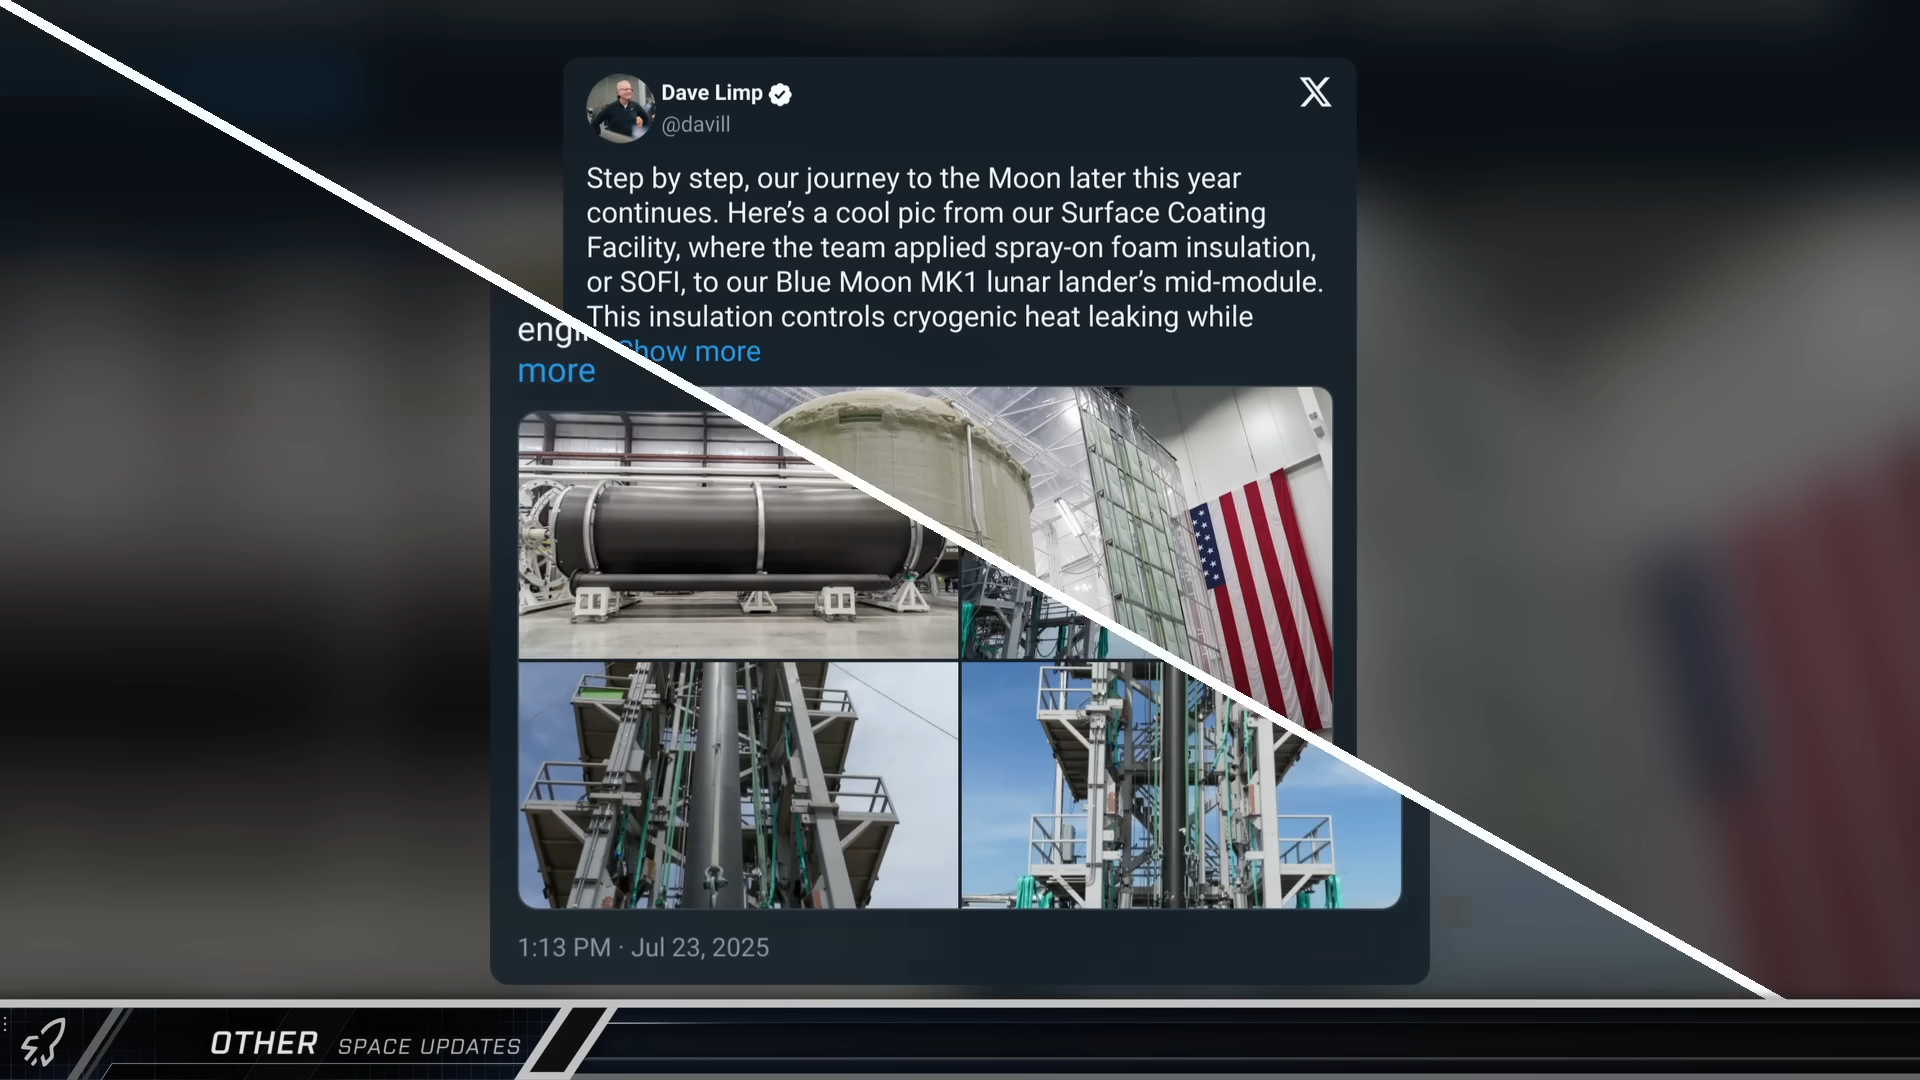 Dave Limp
@davill
Step by step, our journey to the Moon later this year
continues. Here’s a cool pic from our Surface Coating
Facility, where the team applied spray-on foam insulation,
or SOFI, to our Blue Moon MK1 lunar lander’s mid-module.
This insulation controls cryogenic heat leaking while
Show more
more
1:13 PM · Jul 23, 2025
OTHER SPACE UPDATES